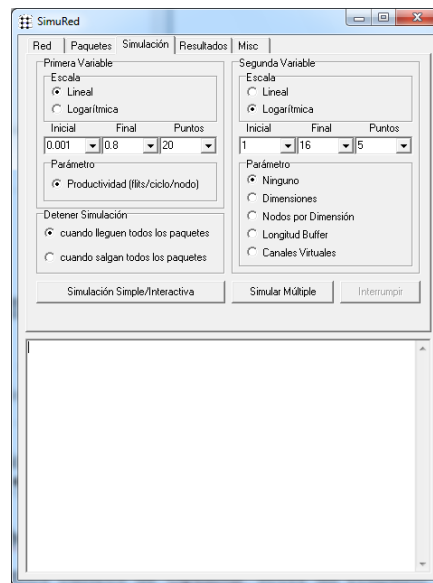 SimuRed
Red Paquetes Simulación Resultados Misc
Primera Variable
Escala
Lineal
Logarítmica
Inicial Final Puntos
0.001 0.8 20
Parámetro
Productividad (flits/ciclo/nodo)
Detener Simulación
cuando lleguen todos los paquetes
cuando salgan todos los paquetes
Segunda Variable
Escala
Lineal
Logarítmica
Inicial Final Puntos
1 16 5
Parámetro
Ninguno
Dimensiones
Nodos por Dimensión
Longitud Buffer
Canales Virtuales
Simulación Simple/Interactiva Simular Múltiple Interrumpir